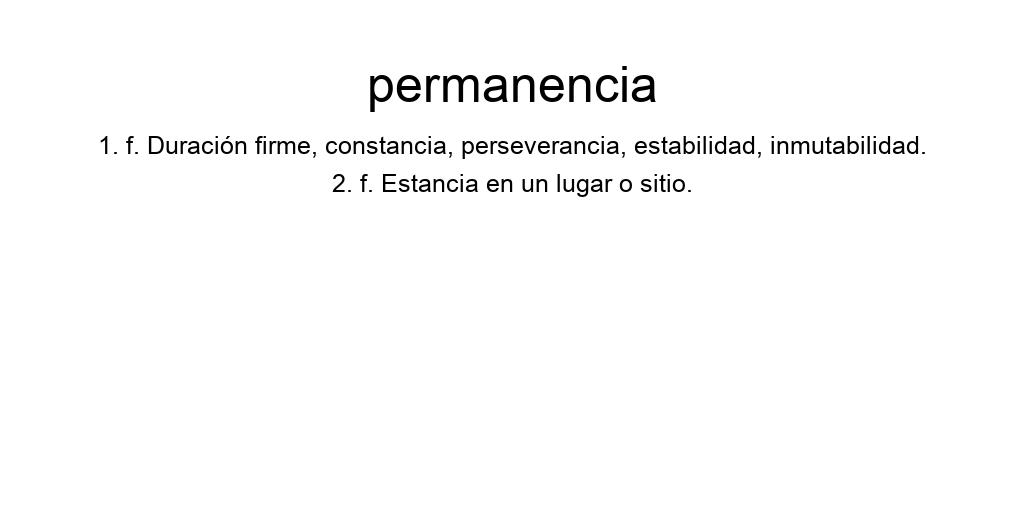 permanencia
1. f. Duración firme, constancia, perseverancia, estabilidad, inmutabilidad.
2. f. Estancia en un lugar o sitio.